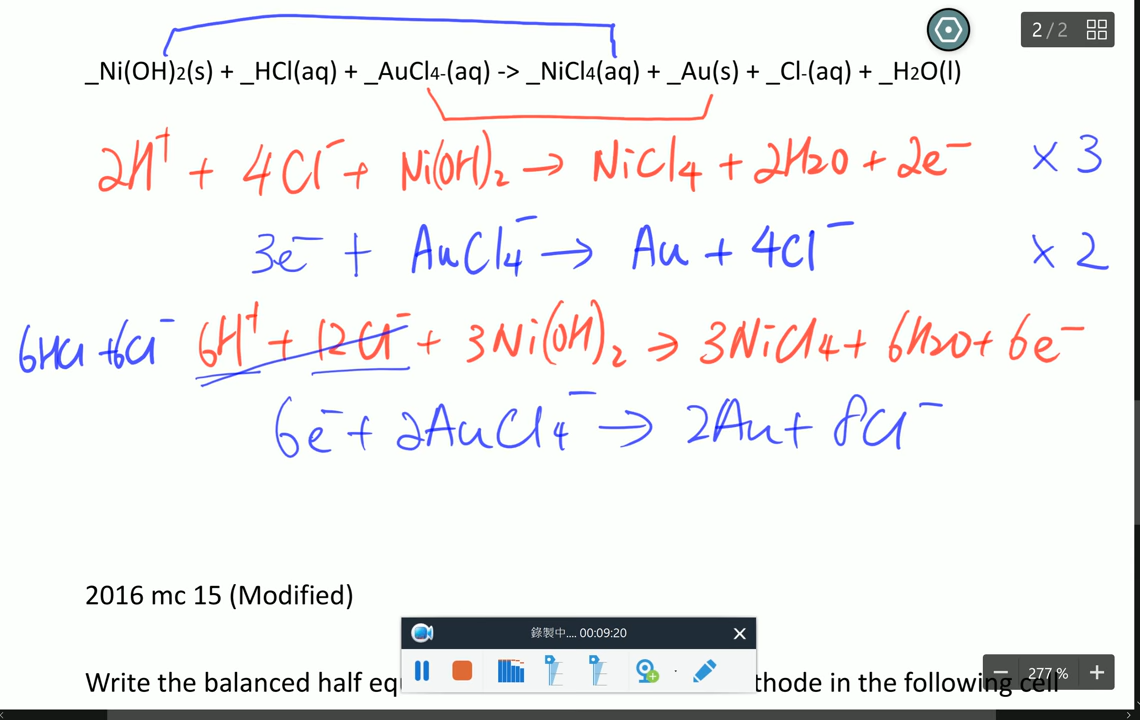 2/2
_Ni(OH)2(s) + _HCl(aq) + _AuCl4-(aq) -> _NiCl4(aq) + _Au(s) + _Cl-(aq) + _H2O(l)
2H⁺ + 4Cl⁻ + Ni(OH)₂ → NiCl4 + 2H2O + 2e⁻ × 3
3e⁻ + AuCl₄⁻ → Au + 4Cl⁻ × 2
6HCl + 6Cl⁻ 6H⁺ + 12Cl⁻ + 3Ni(OH)₂ → 3NiCl4 + 6H2O + 6e⁻
6e⁻ + 2AuCl₄⁻ → 2Au + 8Cl⁻
2016 mc 15 (Modified)
錄製中.... 00:09:20
Write the balanced half eq thode in the following cell
277 %